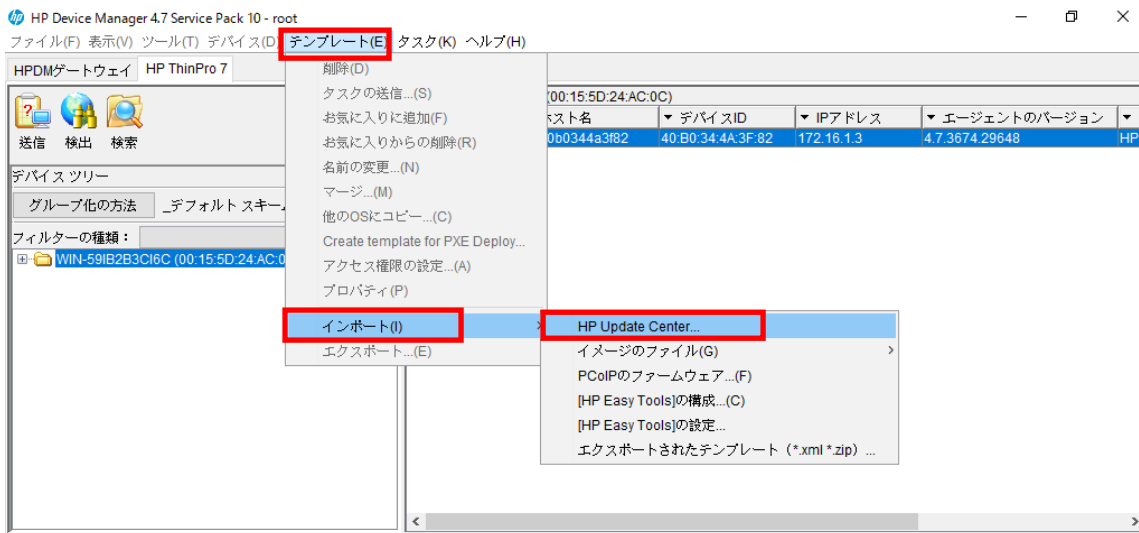 HP Device Manager 4.7 Service Pack 10 - root
ファイル(F) 表示(V) ツール(T) デバイス(D) テンプレート(E) タスク(K) ヘルプ(H)
HPDMゲートウェイ HP ThinPro 7
送信 検出 検索
デバイス ツリー
グループ化の方法 _デフォルト スキー
フィルターの種類：
WIN-59IB2B3CI6C (00:15:5D:24:AC:0
削除(D)
タスクの送信...(S)
お気に入りに追加(F)
お気に入りからの削除(R)
名前の変更...(N)
マージ...(M)
他のOSにコピー...(C)
Create template for PXE Deploy...
アクセス権限の設定...(A)
プロパティ(P)
インポート(I)
エクスポート...(E)
HP Update Center...
イメージのファイル(G)
PCoIPのファームウェア...(F)
[HP Easy Tools]の構成...(C)
[HP Easy Tools]の設定...
エクスポートされたテンプレート（*.xml *.zip）...
(00:15:5D:24:AC:0C)
スト名 デバイスID IPアドレス エージェントのバージョン
0b0344a3f82 40:B0:34:4A:3F:82 172.16.1.3 4.7.3674.29648 HP